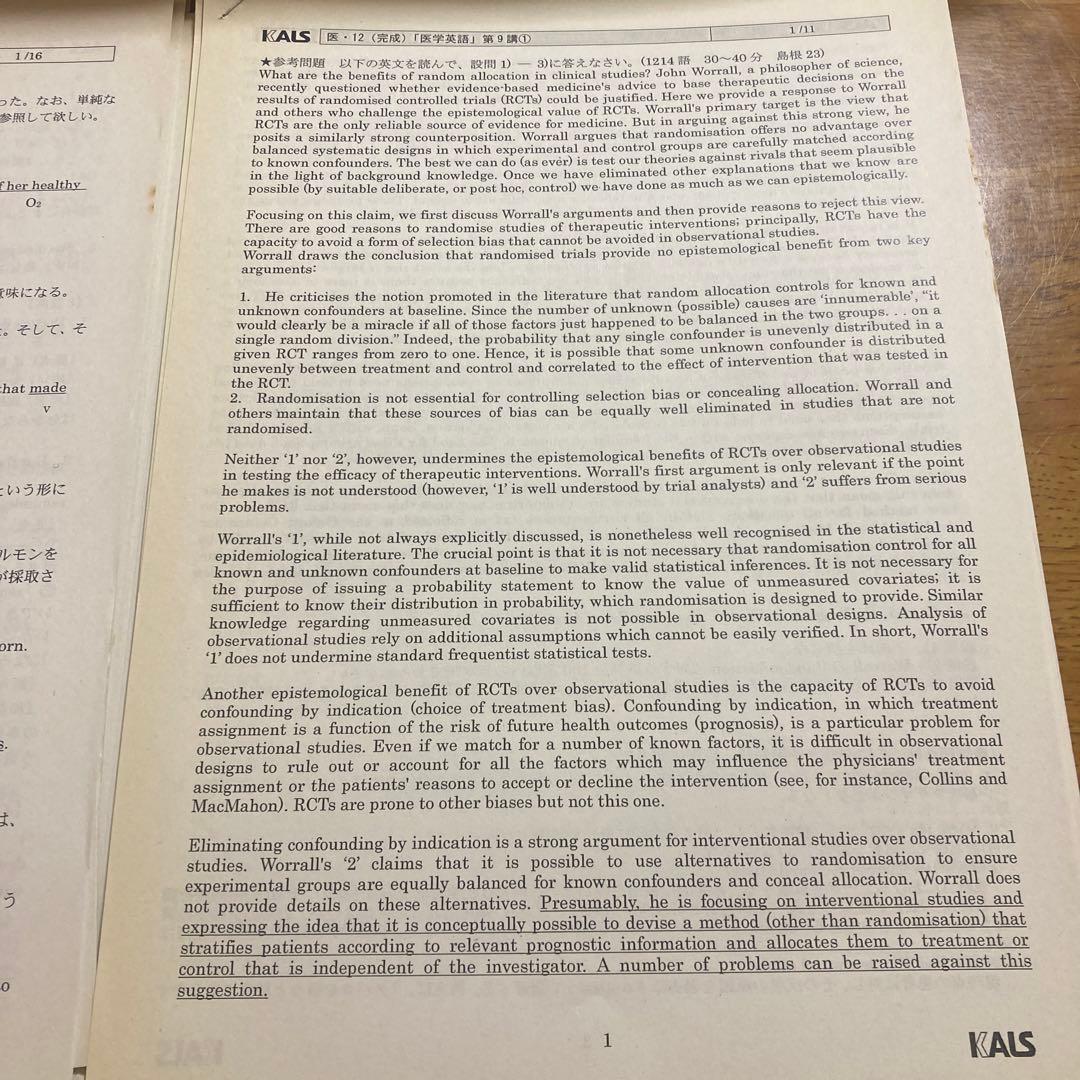 1/16
った。なお、単純な
参照して欲しい。
f her healthy
O₂
意味になる。
。そして、そ
that made
v
という形に
ルモンを
が採取さ
orn.
s.
は、
う
KALS 医・12（完成）「医学英語」第9講① 1/11
★参考問題 以下の英文を読んで、設問 1) ― 3)に答えなさい。(1214 語 30～40 分 島根 23)
What are the benefits of random allocation in clinical studies? John Worrall, a philosopher of science,
recently questioned whether evidence-based medicine's advice to base therapeutic decisions on the
results of randomised controlled trials (RCTs) could be justified. Here we provide a response to Worrall
and others who challenge the epistemological value of RCTs. Worrall's primary target is the view that
RCTs are the only reliable source of evidence for medicine. But in arguing against this strong view, he
posits a similarly strong counterposition. Worrall argues that randomisation offers no advantage over
balanced systematic designs in which experimental and control groups are carefully matched according
to known confounders. The best we can do (as ever) is test our theories against rivals that seem plausible
in the light of background knowledge. Once we have eliminated other explanations that we know are
possible (by suitable deliberate, or post hoc, control) we have done as much as we can epistemologically.
Focusing on this claim, we first discuss Worrall's arguments and then provide reasons to reject this view.
There are good reasons to randomise studies of therapeutic interventions; principally, RCTs have the
capacity to avoid a form of selection bias that cannot be avoided in observational studies.
Worrall draws the conclusion that randomised trials provide no epistemological benefit from two key
arguments:
1. He criticises the notion promoted in the literature that random allocation controls for known and
unknown confounders at baseline. Since the number of unknown (possible) causes are 'innumerable', "it
would clearly be a miracle if all of those factors just happened to be balanced in the two groups. . . on a
single random division." Indeed, the probability that any single confounder is unevenly distributed in a
given RCT ranges from zero to one. Hence, it is possible that some unknown confounder is distributed
unevenly between treatment and control and correlated to the effect of intervention that was tested in
the RCT.
2. Randomisation is not essential for controlling selection bias or concealing allocation. Worrall and
others maintain that these sources of bias can be equally well eliminated in studies that are not
randomised.
Neither '1' nor '2', however, undermines the epistemological benefits of RCTs over observational studies
in testing the efficacy of therapeutic interventions. Worrall's first argument is only relevant if the point
he makes is not understood (however, '1' is well understood by trial analysts) and '2' suffers from serious
problems.
Worrall's '1', while not always explicitly discussed, is nonetheless well recognised in the statistical and
epidemiological literature. The crucial point is that it is not necessary that randomisation control for all
known and unknown confounders at baseline to make valid statistical inferences. It is not necessary for
the purpose of issuing a probability statement to know the value of unmeasured covariates; it is
sufficient to know their distribution in probability, which randomisation is designed to provide. Similar
knowledge regarding unmeasured covariates is not possible in observational designs. Analysis of
observational studies rely on additional assumptions which cannot be easily verified. In short, Worrall's
'1' does not undermine standard frequentist statistical tests.
Another epistemological benefit of RCTs over observational studies is the capacity of RCTs to avoid
confounding by indication (choice of treatment bias). Confounding by indication, in which treatment
assignment is a function of the risk of future health outcomes (prognosis), is a particular problem for
observational studies. Even if we match for a number of known factors, it is difficult in observational
designs to rule out or account for all the factors which may influence the physicians' treatment
assignment or the patients' reasons to accept or decline the intervention (see, for instance, Collins and
MacMahon). RCTs are prone to other biases but not this one.
Eliminating confounding by indication is a strong argument for interventional studies over observational
studies. Worrall's '2' claims that it is possible to use alternatives to randomisation to ensure
experimental groups are equally balanced for known confounders and conceal allocation. Worrall does
not provide details on these alternatives. Presumably, he is focusing on interventional studies and
expressing the idea that it is conceptually possible to devise a method (other than randomisation) that
stratifies patients according to relevant prognostic information and allocates them to treatment or
control that is independent of the investigator. A number of problems can be raised against this
suggestion.
1
KALS